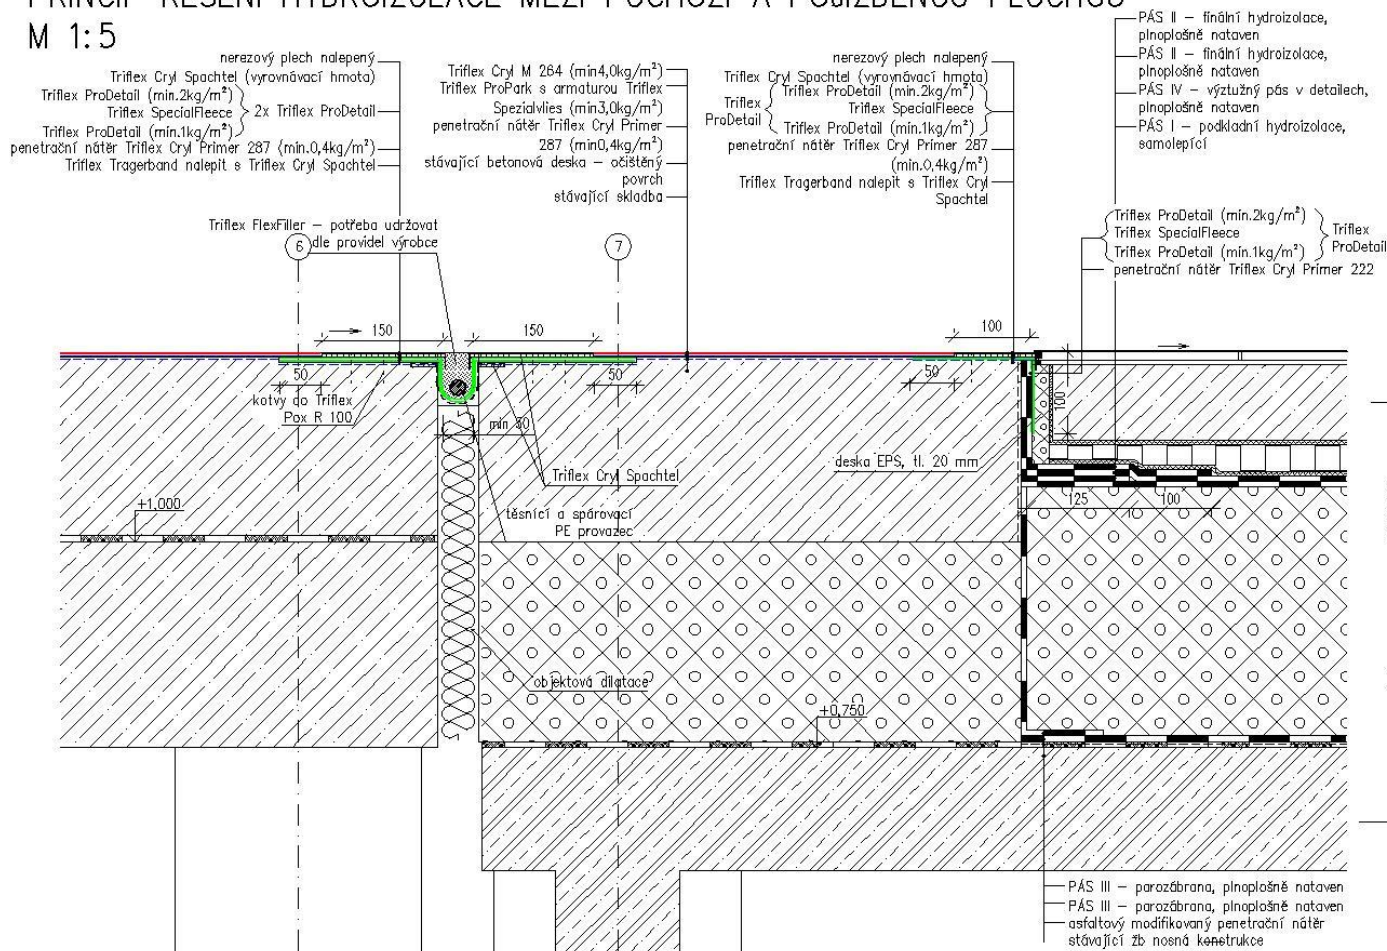 PRINCIP ŘEŠENÍ HYDROIZOLACE MEZI POCHOZÍ A POJÍŽDĚNOU PLOCHOU
M 1:5
nerezový plech nalepený
Triflex Cryl Spachtel (vyrovnávací hmota)
Triflex ProDetail (min.2kg/m²)
Triflex SpecialFleece
2x Triflex ProDetail
Triflex ProDetail (min.1kg/m²)
penetrační nátěr Triflex Cryl Primer 287 (min.0,4kg/m²)
Triflex Tragerband nalepit s Triflex Cryl Spachtel
Triflex Cryl M 264 (min4,0kg/m²)
Triflex ProPark s armaturou Triflex
Spezialvlies (min3,0kg/m²)
penetrační nátěr Triflex Cryl Primer
287 (min0,4kg/m²)
stávající betonová deska – očištěný
povrch
stávající skladba
nerezový plech nalepený
Triflex Cryl Spachtel (vyrovnávací hmota)
Triflex
ProDetail
Triflex ProDetail (min.2kg/m²)
Triflex SpecialFleece
Triflex ProDetail (min.1kg/m²)
penetrační nátěr Triflex Cryl Primer 287
(min.0,4kg/m²)
Triflex Tragerband nalepit s Triflex Cryl
Spachtel
PÁS II – finální hydroizolace,
plnoplošně nataven
PÁS II – finální hydroizolace,
plnoplošně nataven
PÁS IV – výztužný pás v detailech,
plnoplošně nataven
PÁS I – podkladní hydroizolace,
samolepící
Triflex ProDetail (min.2kg/m²)
Triflex SpecialFleece
Triflex ProDetail (min.1kg/m²)
Triflex
ProDetail
penetrační nátěr Triflex Cryl Primer 222
Triflex FlexFiller – potřeba udržovat
dle providel výrobce
6
7
150
150
100
50
50
50
100
kotvy do Triflex
Pox R 100
min 50
Triflex Cryl Spachtel
deska EPS, tl. 20 mm
125
100
+1,000
těsnící a spárovací
PE provazec
objektová dilatace
+0,750
PÁS III – parozábrana, plnoplošně nataven
PÁS III – parozábrana, plnoplošně nataven
asfaltový modifikovaný penetrační nátěr
stávající žb nosná konstrukce